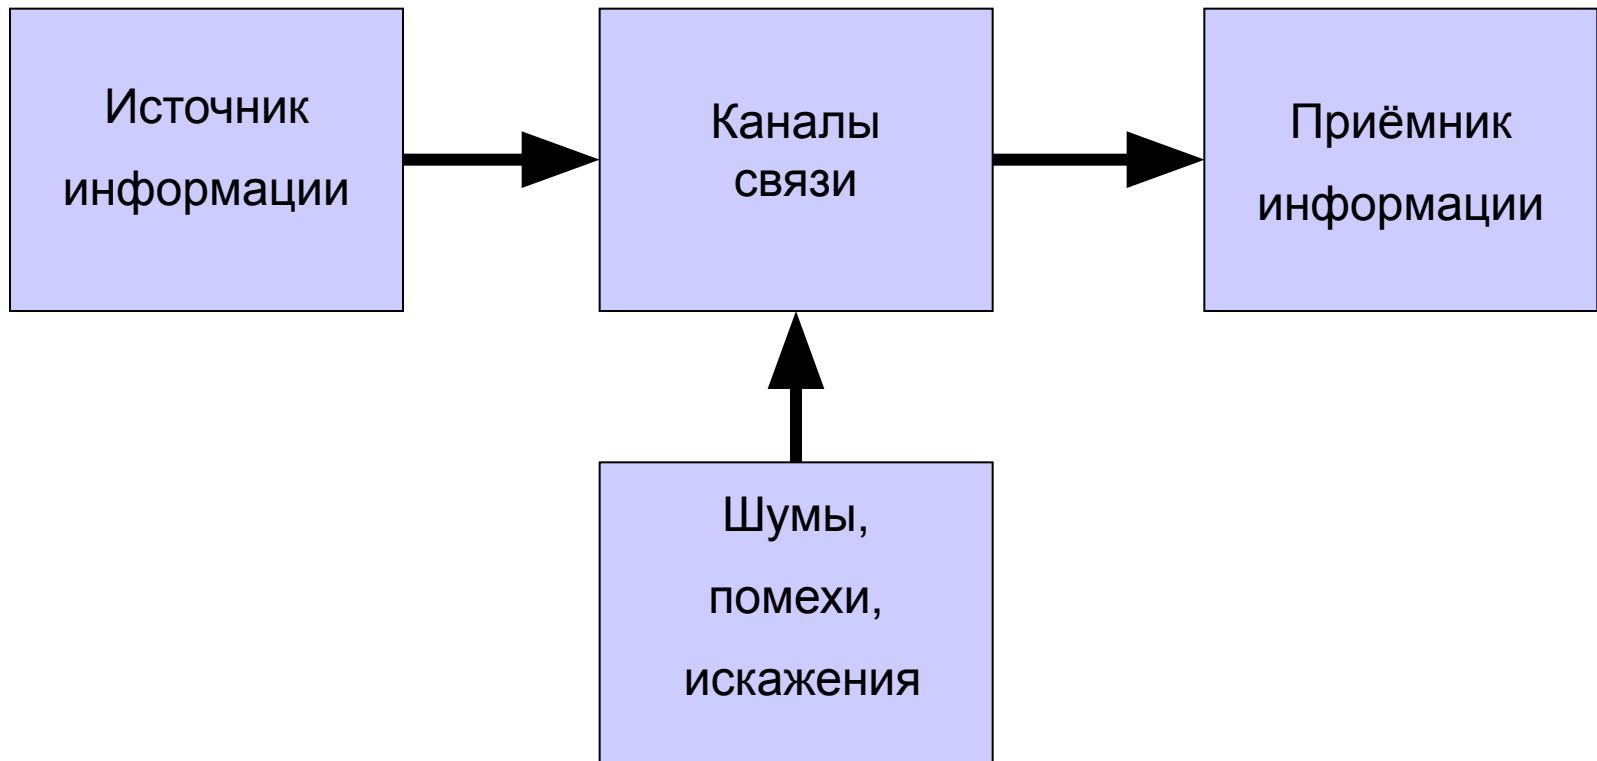 Источник
информации
Каналы
связи
Приёмник
информации
Шумы,
помехи,
искажения